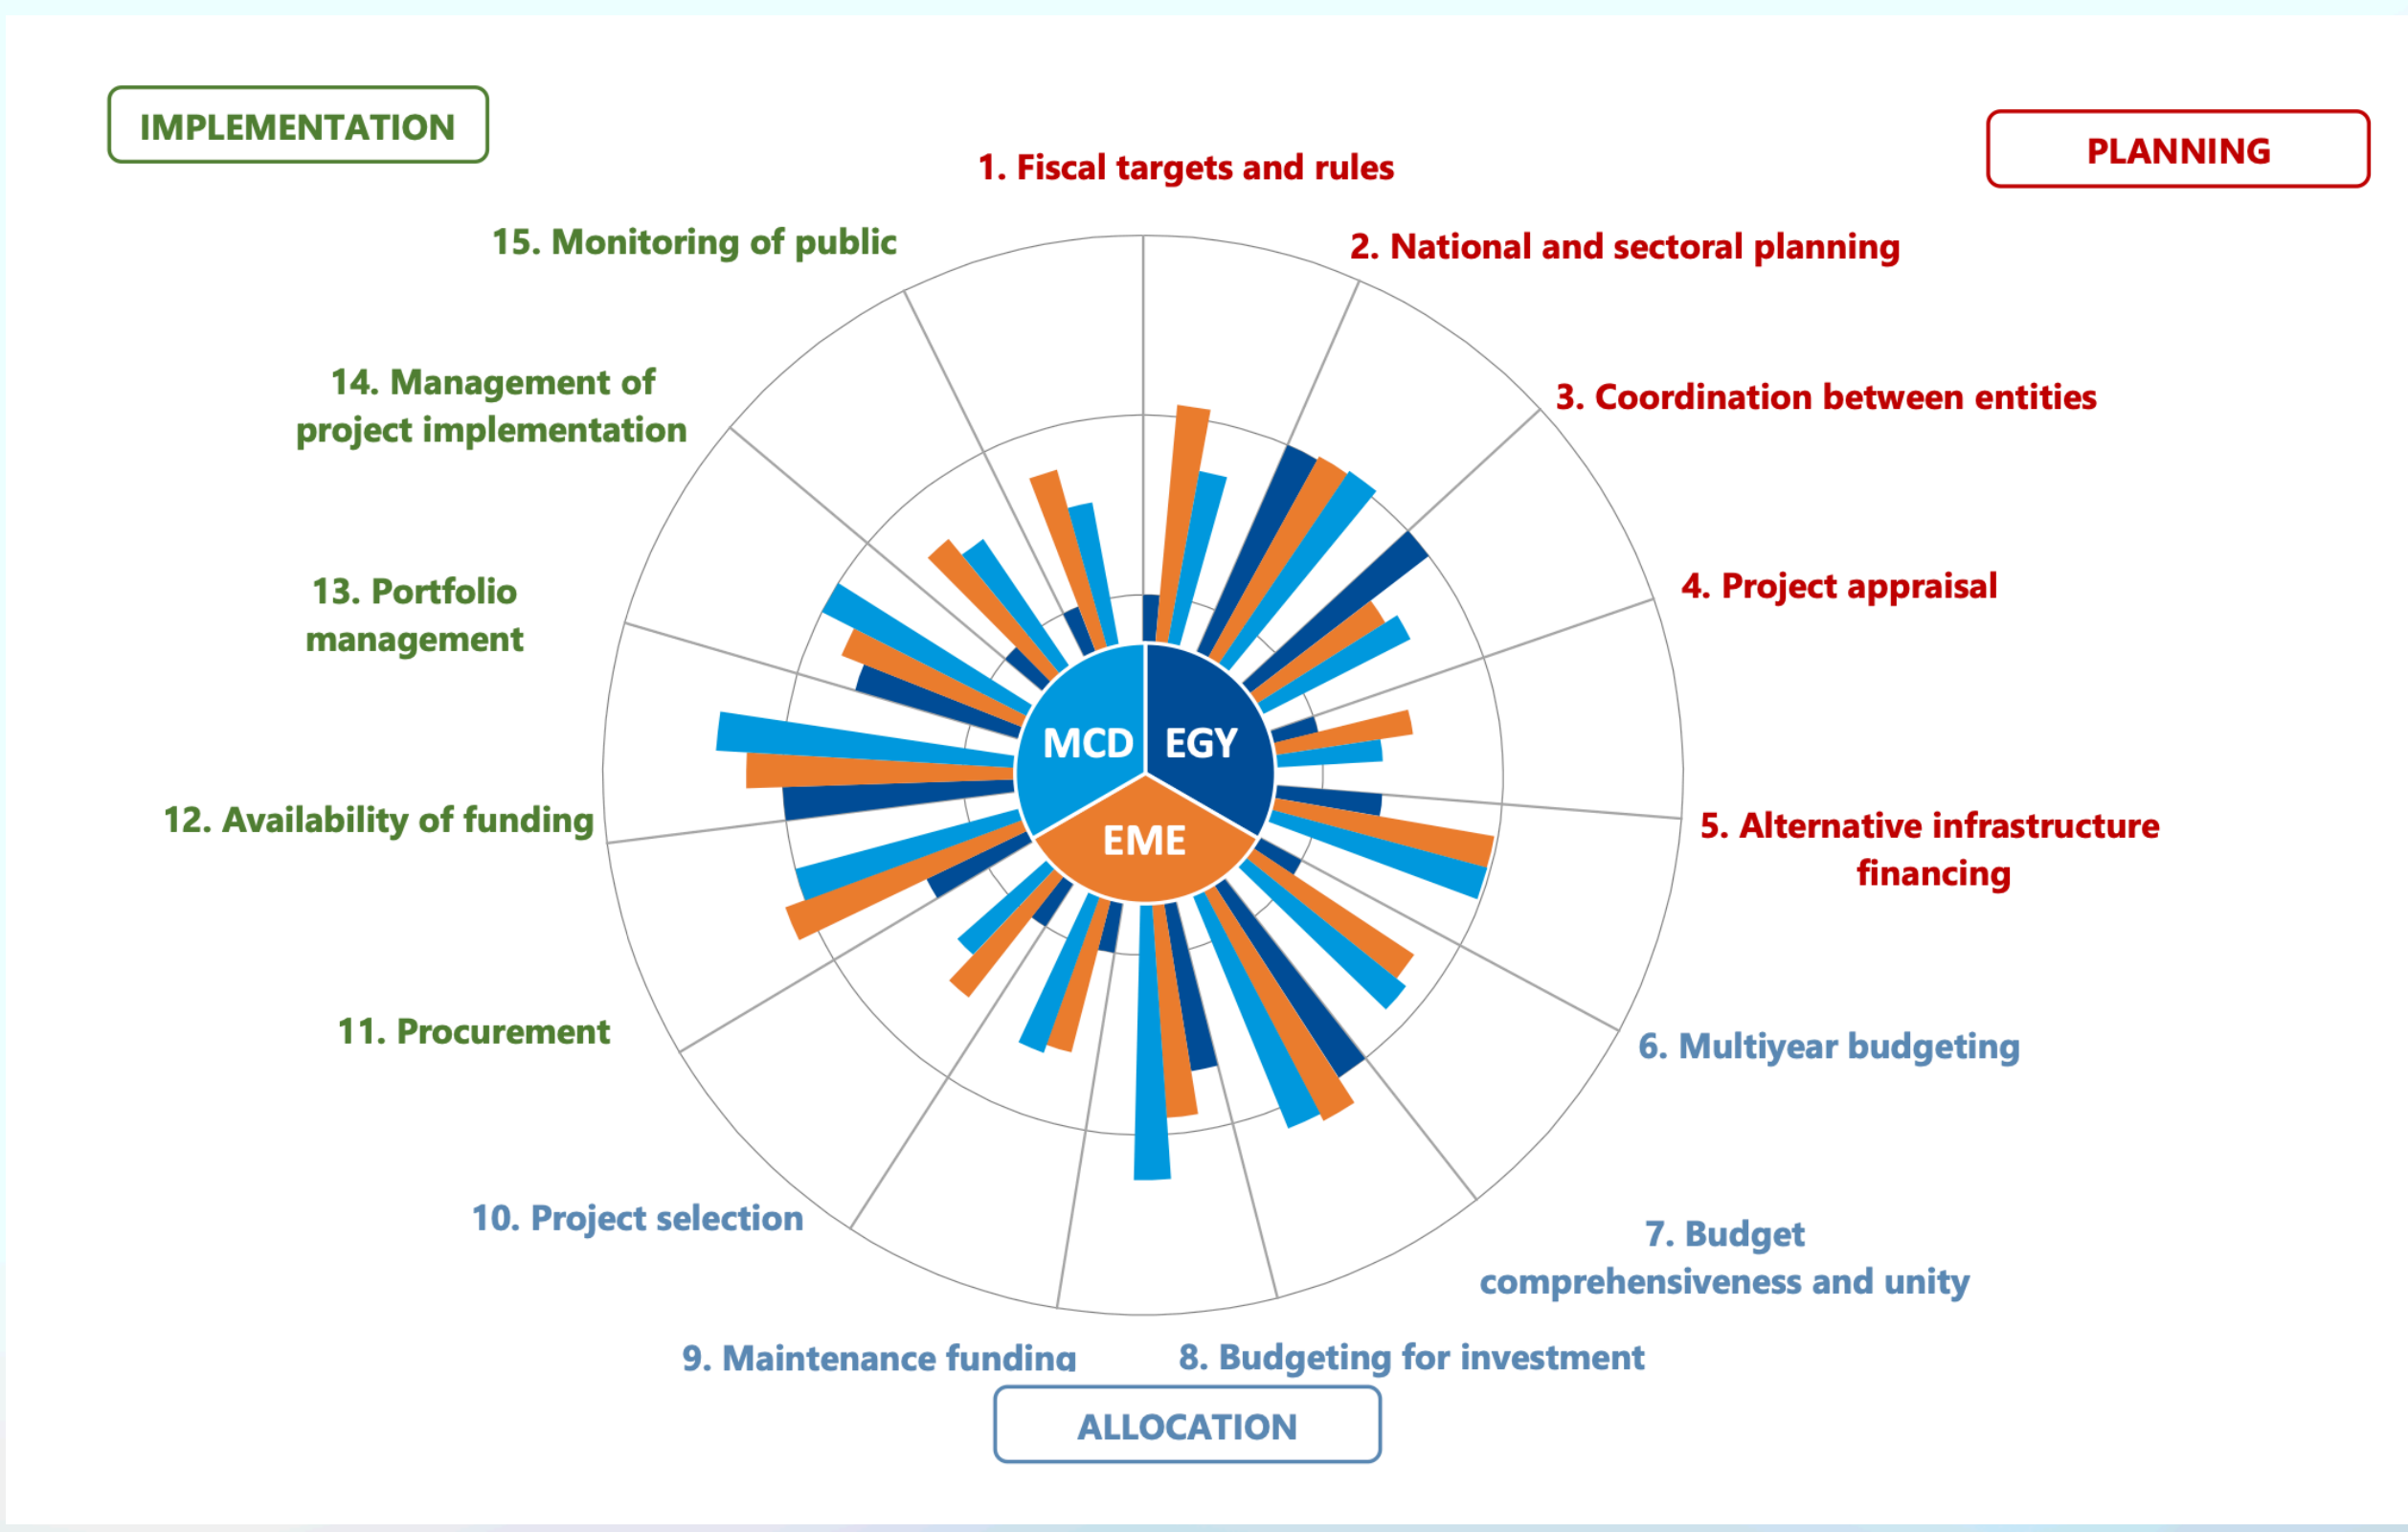 IMPLEMENTATION
PLANNING
1. Fiscal targets and rules
2. National and sectoral planning
3. Coordination between entities
4. Project appraisal
5. Alternative infrastructure
financing
6. Multiyear budgeting
7. Budget
comprehensiveness and unity
8. Budgeting for investment
9. Maintenance funding
10. Project selection
11. Procurement
12. Availability of funding
13. Portfolio
management
14. Management of
project implementation
15. Monitoring of public
MCD
EGY
EME
ALLOCATION